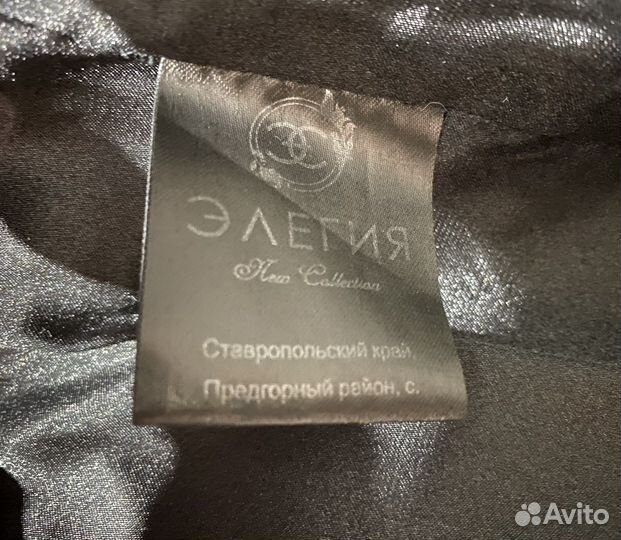 ЭЛЕГИЯ
New Collection
Ставропольский край,
Предгорный район, с.
Avito